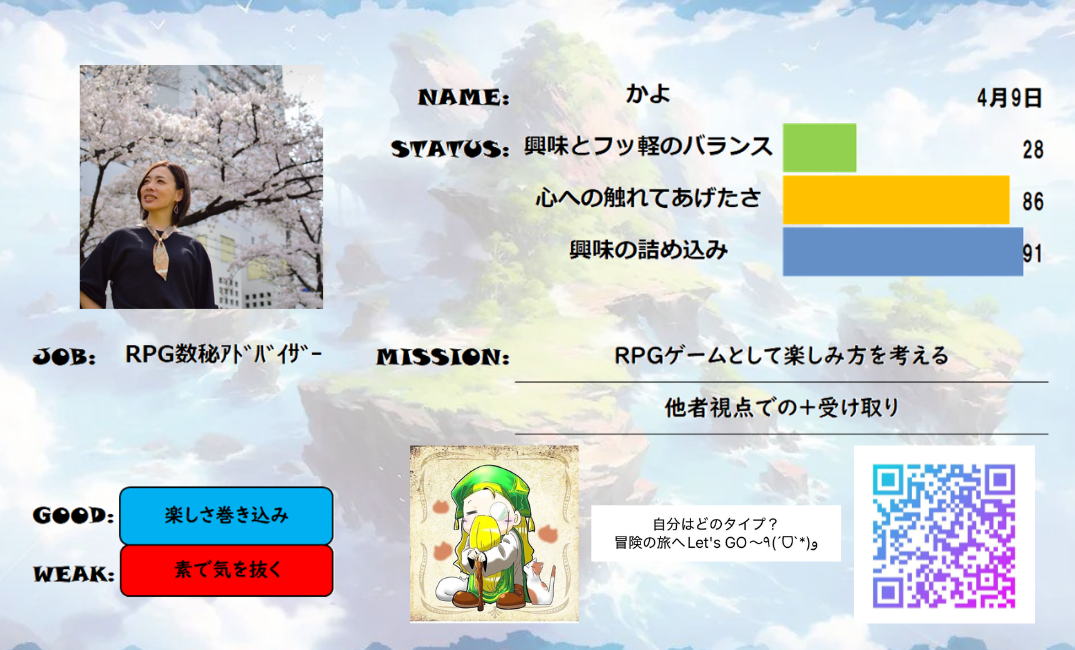 NAME: かよ 4月9日
STATUS: 興味とフッ軽のバランス 28
心への触れてあげたさ 86
興味の詰め込み 91
JOB: RPG数秘ｱﾄﾞﾊﾞｲｻﾞｰ
MISSION: RPGゲームとして楽しみ方を考える
他者視点での＋受け取り
GOOD: 楽しさ巻き込み
WEAK: 素で気を抜く
自分はどのタイプ？
冒険の旅へLet's GO～٩(ˊᗜˋ*)و